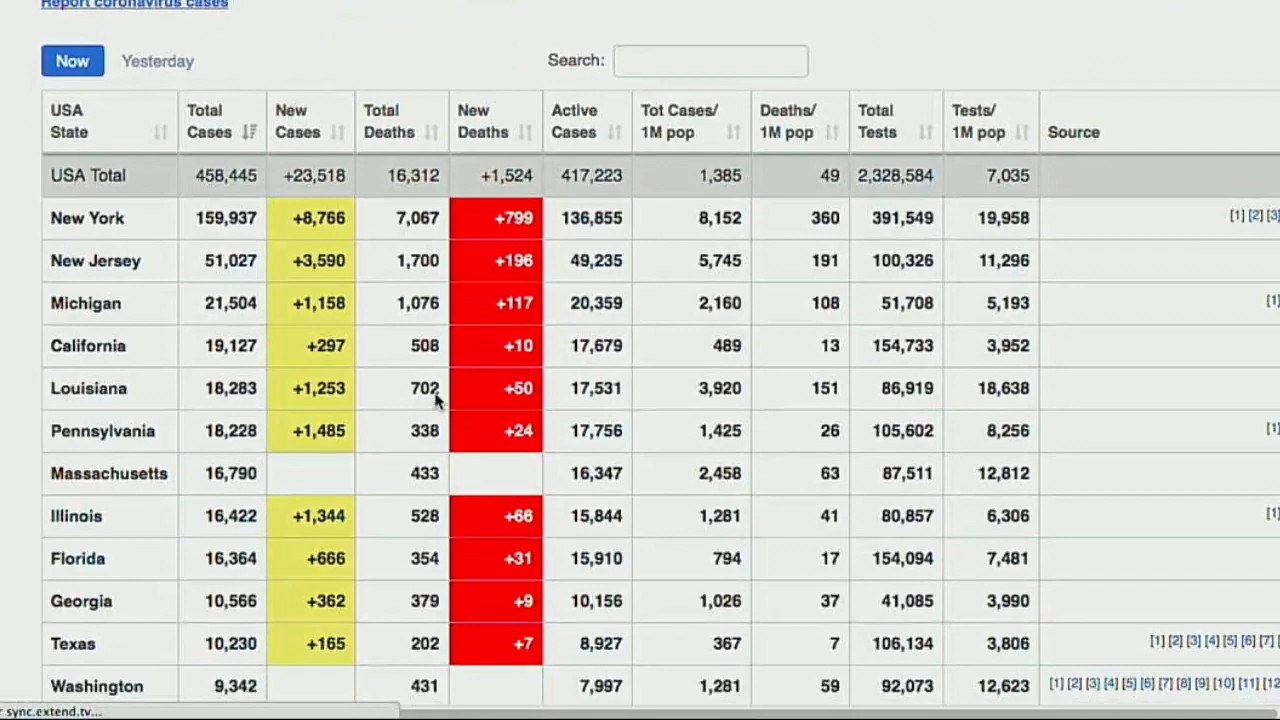 Report coronavirus cases
Now Yesterday Search:
USA State Total Cases New Cases Total Deaths New Deaths Active Cases Tot Cases/ 1M pop Deaths/ 1M pop Total Tests Tests/ 1M pop Source
USA Total 458,445 +23,518 16,312 +1,524 417,223 1,385 49 2,328,584 7,035
New York 159,937 +8,766 7,067 +799 136,855 8,152 360 391,549 19,958 [1] [2] [3]
New Jersey 51,027 +3,590 1,700 +196 49,235 5,745 191 100,326 11,296
Michigan 21,504 +1,158 1,076 +117 20,359 2,160 108 51,708 5,193 [1]
California 19,127 +297 508 +10 17,679 489 13 154,733 3,952
Louisiana 18,283 +1,253 702 +50 17,531 3,920 151 86,919 18,638
Pennsylvania 18,228 +1,485 338 +24 17,756 1,425 26 105,602 8,256 [1]
Massachusetts 16,790 433 16,347 2,458 63 87,511 12,812
Illinois 16,422 +1,344 528 +66 15,844 1,281 41 80,857 6,306 [1]
Florida 16,364 +666 354 +31 15,910 794 17 154,094 7,481
Georgia 10,566 +362 379 +9 10,156 1,026 37 41,085 3,990
Texas 10,230 +165 202 +7 8,927 367 7 106,134 3,806 [1] [2] [3] [4] [5] [6] [7]
Washington 9,342 431 7,997 1,281 59 92,073 12,623 [1] [2] [3] [4] [5] [6] [7] [8] [9] [10] [11] [12
sync.extend.tv...